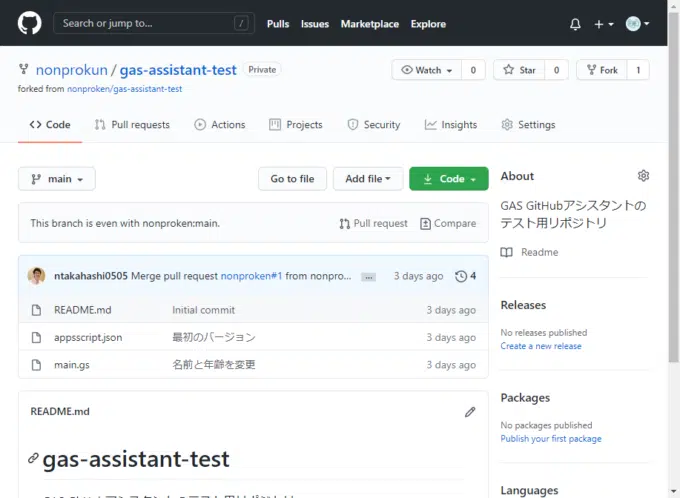 Search or jump to...
/
Pulls
Issues
Marketplace
Explore
nonprokun / gas-assistant-test
Private
forked from nonproken/gas-assistant-test
Watch 0
Star 0
Fork 1
Code
Pull requests
Actions
Projects
Security
Insights
Settings
main
Go to file
Add file
Code
This branch is even with nonproken:main.
Pull request
Compare
ntakahashi0505 Merge pull request nonproken#1 from nonpro... ... 3 days ago 4
README.md Initial commit 3 days ago
appsscript.json 最初のバージョン 3 days ago
main.gs 名前と年齢を変更 3 days ago
README.md
gas-assistant-test
About
GAS GitHubアシスタントの
テスト用リポジトリ
Readme
Releases
No releases published
Create a new release
Packages
No packages published
Publish your first package
Languages